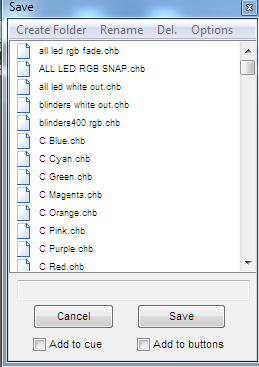 Save
Create Folder Rename Del. Options
all led rgb fade.chb
ALL LED RGB SNAP.chb
all led white out.chb
blinders white out.chb
blinders400 rgb.chb
C Blue.chb
C Cyan.chb
C Green.chb
C Magenta.chb
C Orange.chb
C Pink.chb
C Purple.chb
C Red.chb
Cancel Save
Add to cue Add to buttons